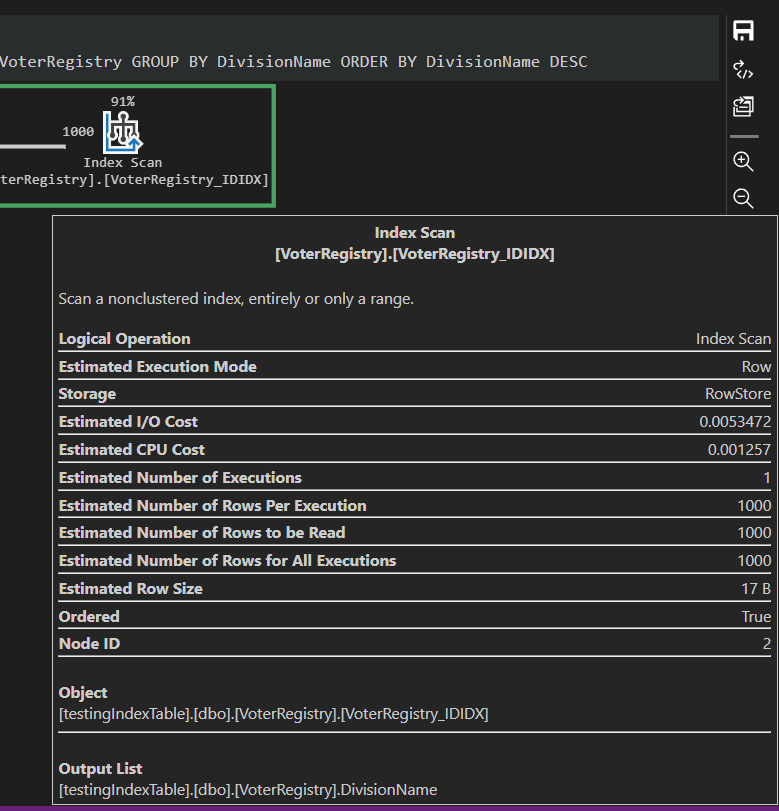 VoterRegistry GROUP BY DivisionName ORDER BY DivisionName DESC
91%
1000
Index Scan
terRegistry].[VoterRegistry_IDIDX]
Index Scan
[VoterRegistry].[VoterRegistry_IDIDX]
Scan a nonclustered index, entirely or only a range.
Logical Operation Index Scan
Estimated Execution Mode Row
Storage RowStore
Estimated I/O Cost 0.0053472
Estimated CPU Cost 0.001257
Estimated Number of Executions 1
Estimated Number of Rows Per Execution 1000
Estimated Number of Rows to be Read 1000
Estimated Number of Rows for All Executions 1000
Estimated Row Size 17 B
Ordered True
Node ID 2
Object
[testingIndexTable].[dbo].[VoterRegistry].[VoterRegistry_IDIDX]
Output List
[testingIndexTable].[dbo].[VoterRegistry].DivisionName